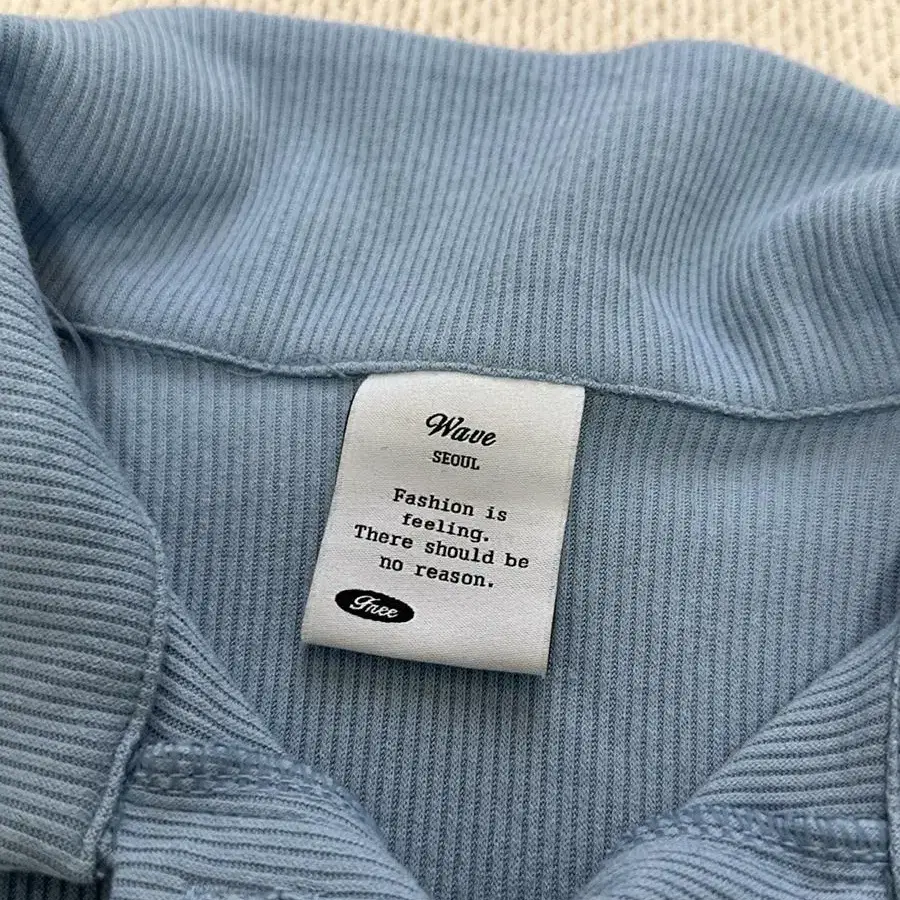 Wave
SEOUL
Fashion is
feeling.
There should be
no reason.
Free